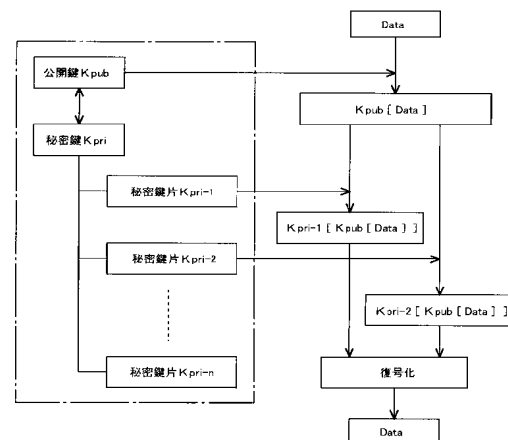 Data
公開鍵Kpub
Kpub [ Data ]
秘密鍵Kpri
秘密鍵片Kpri-1
Kpri-1 [ Kpub [ Data ] ]
秘密鍵片Kpri-2
Kpri-2 [ Kpub [ Data ] ]
秘密鍵片Kpri-n
復号化
Data